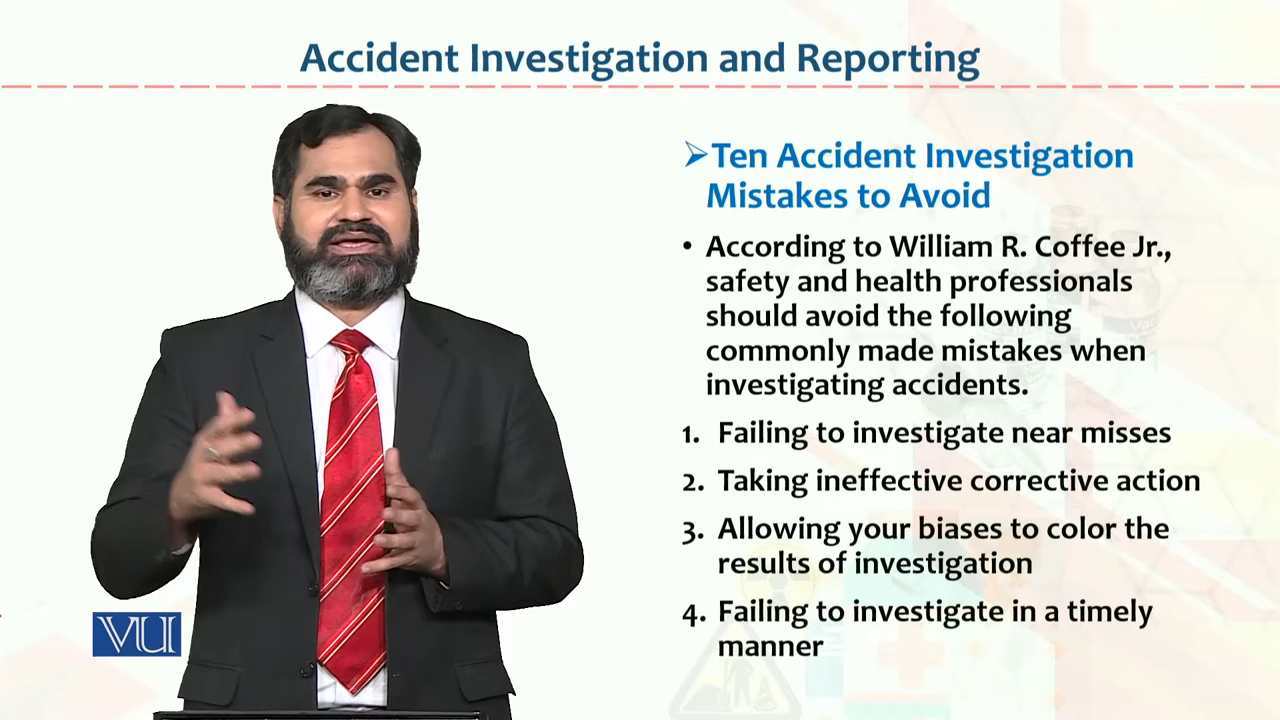 Accident Investigation and Reporting
➢Ten Accident Investigation
Mistakes to Avoid
• According to William R. Coffee Jr.,
safety and health professionals
should avoid the following
commonly made mistakes when
investigating accidents.
1. Failing to investigate near misses
2. Taking ineffective corrective action
3. Allowing your biases to color the
results of investigation
4. Failing to investigate in a timely
manner
VU